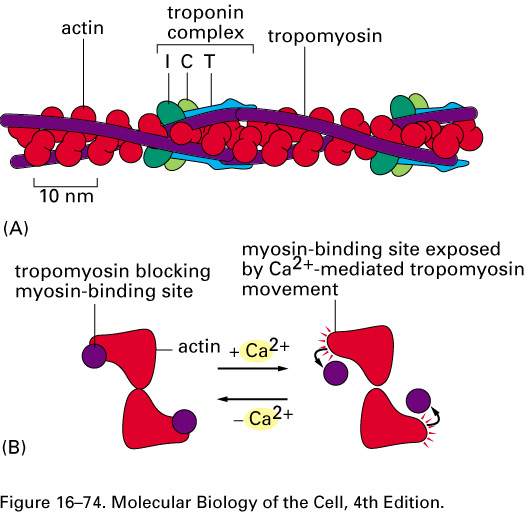 troponin
complex
actin
tropomyosin
I C T
10 nm
(A)
tropomyosin blocking
myosin-binding site
myosin-binding site exposed
by Ca2+-mediated tropomyosin
movement
actin
+ Ca2+
– Ca2+
(B)
Figure 16–74. Molecular Biology of the Cell, 4th Edition.